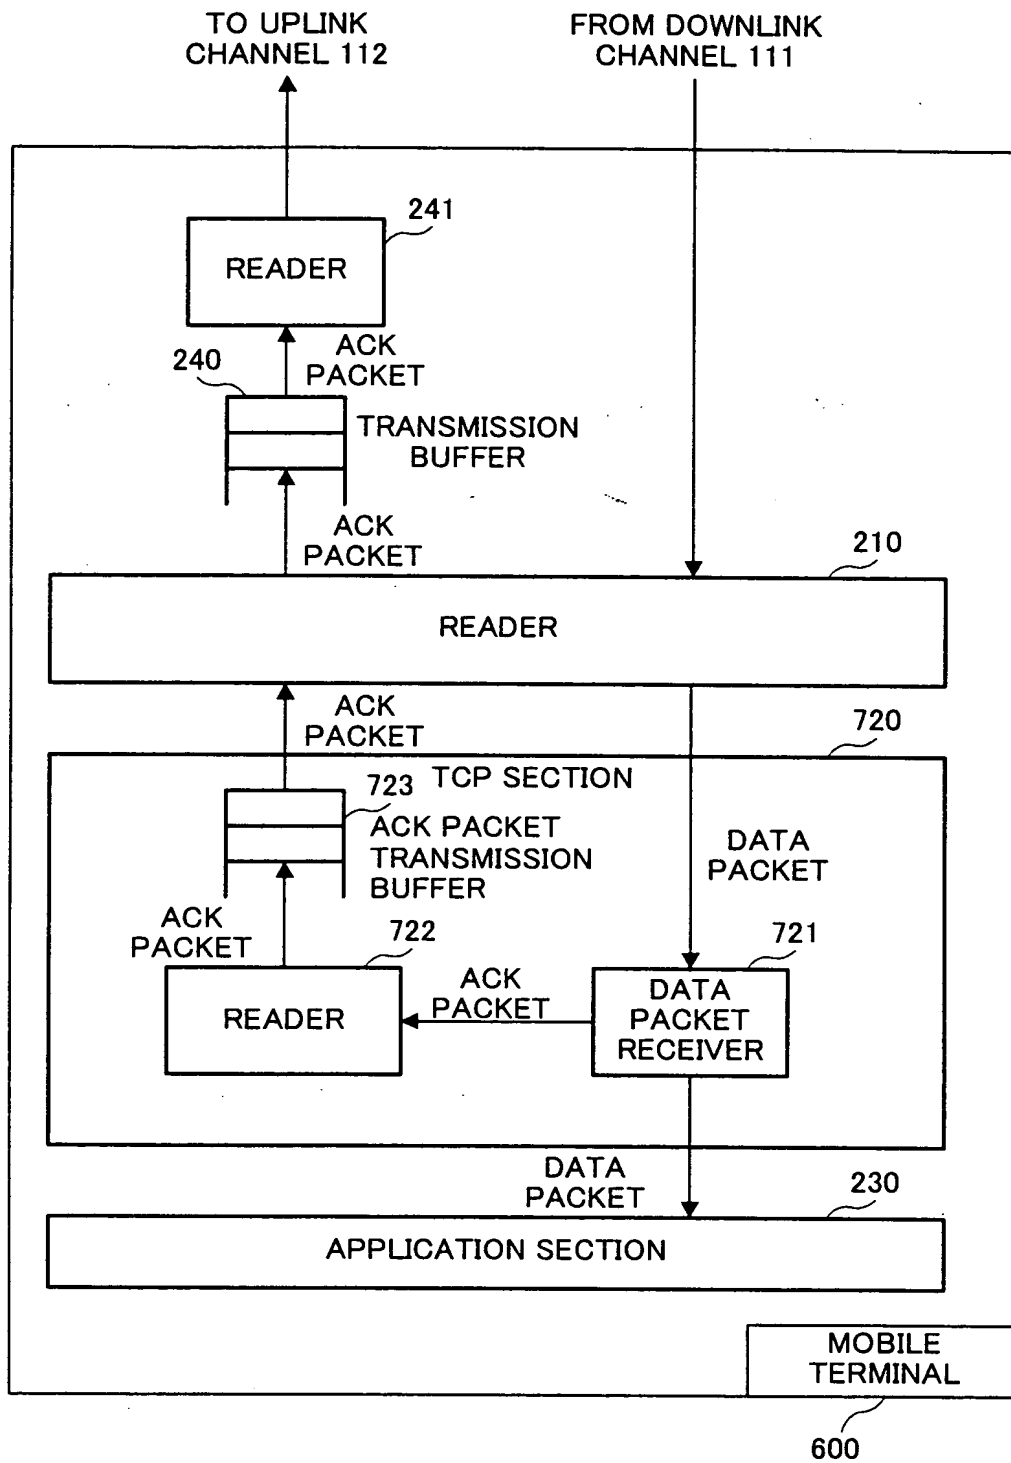 TO UPLINK
CHANNEL 112
FROM DOWNLINK
CHANNEL 111
241
READER
ACK
PACKET
240
TRANSMISSION
BUFFER
ACK
PACKET
210
READER
ACK
PACKET
720
TCP SECTION
723
ACK PACKET
TRANSMISSION
BUFFER
DATA
PACKET
ACK
PACKET
722
721
READER
ACK
PACKET
DATA
PACKET
RECEIVER
DATA
PACKET
230
APPLICATION SECTION
MOBILE
TERMINAL
600